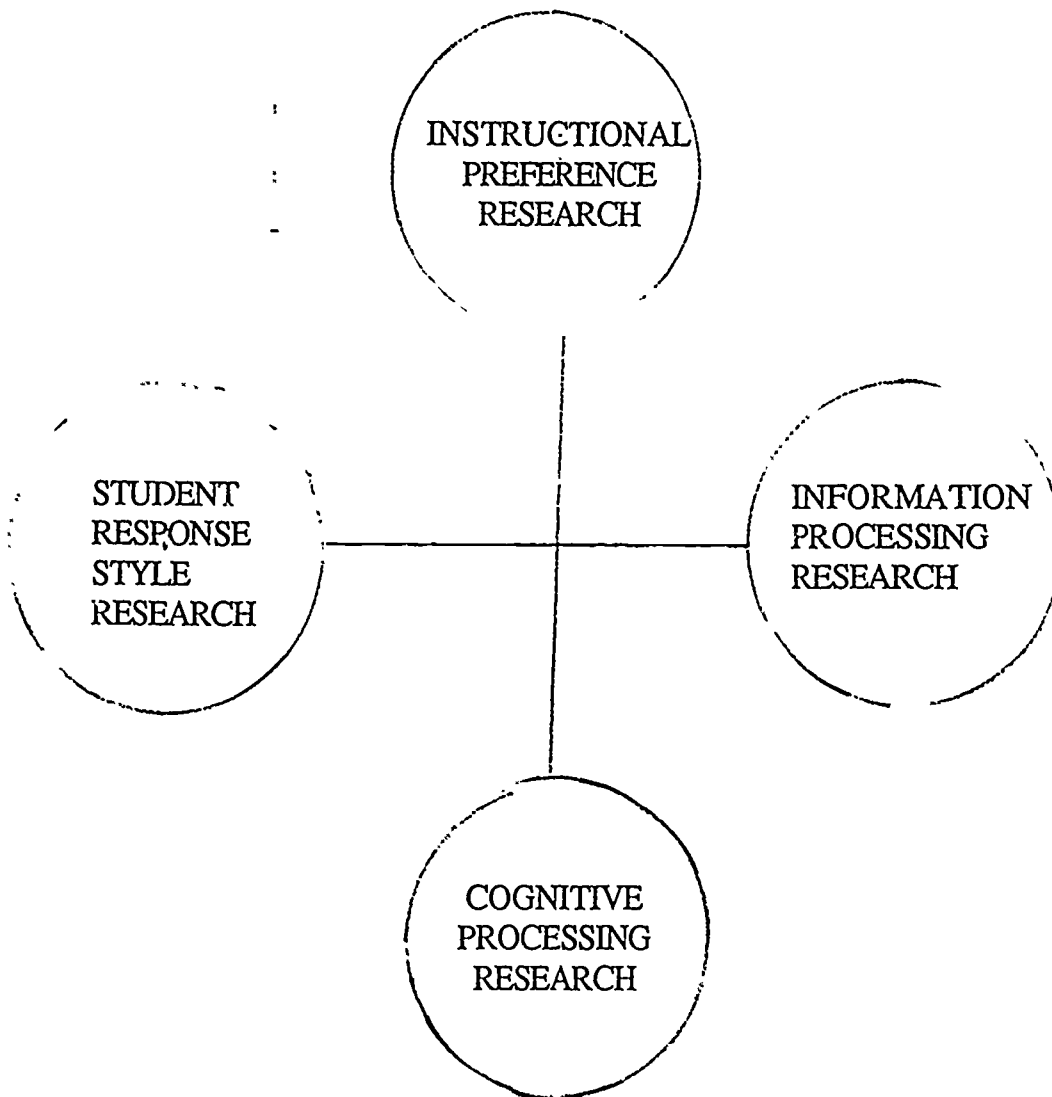 INSTRUCTIONAL
PREFERENCE
RESEARCH
STUDENT
RESPONSE
STYLE
RESEARCH
INFORMATION
PROCESSING
RESEARCH
COGNITIVE
PROCESSING
RESEARCH